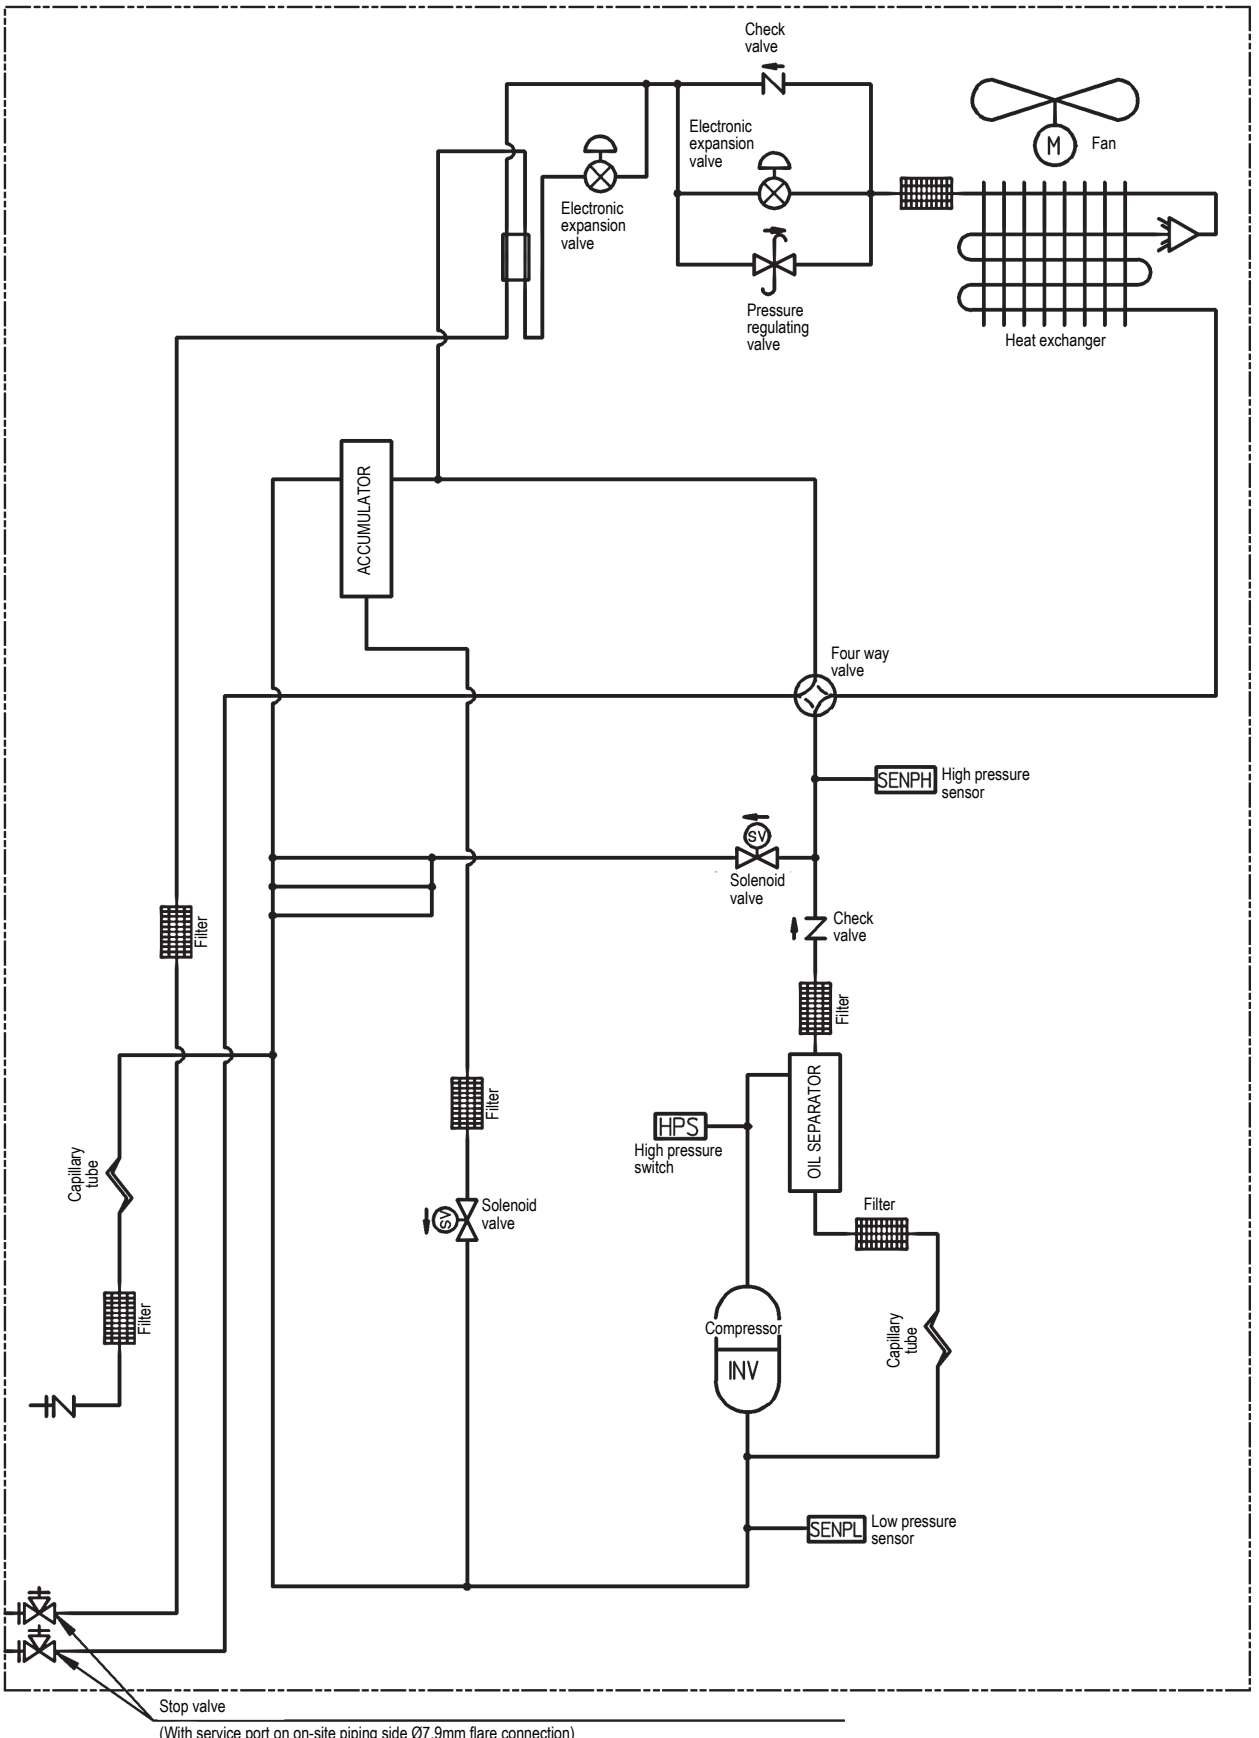 Check
valve
Electronic
expansion
valve
M
Fan
Electronic
expansion
valve
Pressure
regulating
valve
Heat exchanger
ACCUMULATOR
Four way
valve
SENPH
High pressure
sensor
SV
Solenoid
valve
Check
valve
Filter
Filter
OIL SEPARATOR
Filter
HPS
High pressure
switch
Capillary
tube
SV
Solenoid
valve
Filter
Filter
Compressor
INV
Capillary
tube
SENPL
Low pressure
sensor
Stop valve
(With service port on on-site piping side Ø7.9mm flare connection)